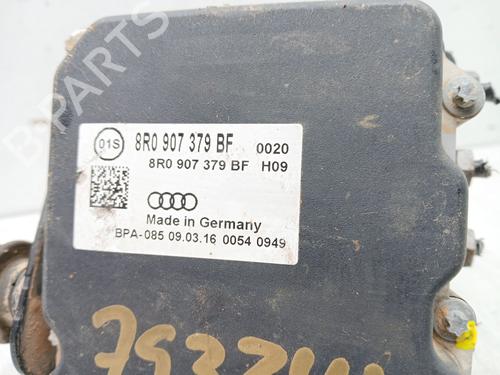 B-PARTS
01S
8R0 907 379 BF 0020
8R0 907 379 BF H09
Made in Germany
BPA-085 09.03.16 0054 0949